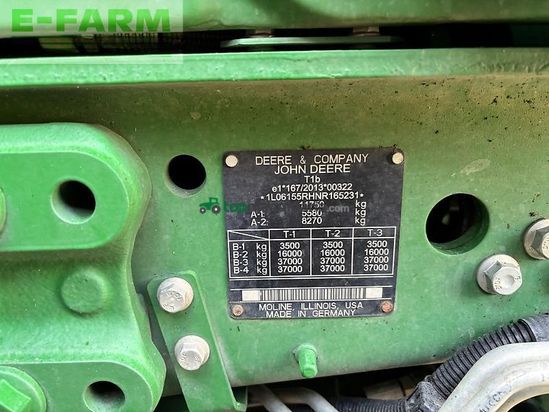 E-FARM
DEERE & COMPANY
JOHN DEERE
T1b
e1*167/2013*00322
*1L06155RHNR165231*
11750 kg
A-1: 5580 kg
A-2: 8270 kg
T-1 T-2 T-3
B-1 kg 3500 3500 3500
B-2 kg 16000 16000 16000
B-3 kg 37000 37000 37000
B-4 kg 37000 37000 37000
MOLINE, ILLINOIS, USA
MADE IN GERMANY